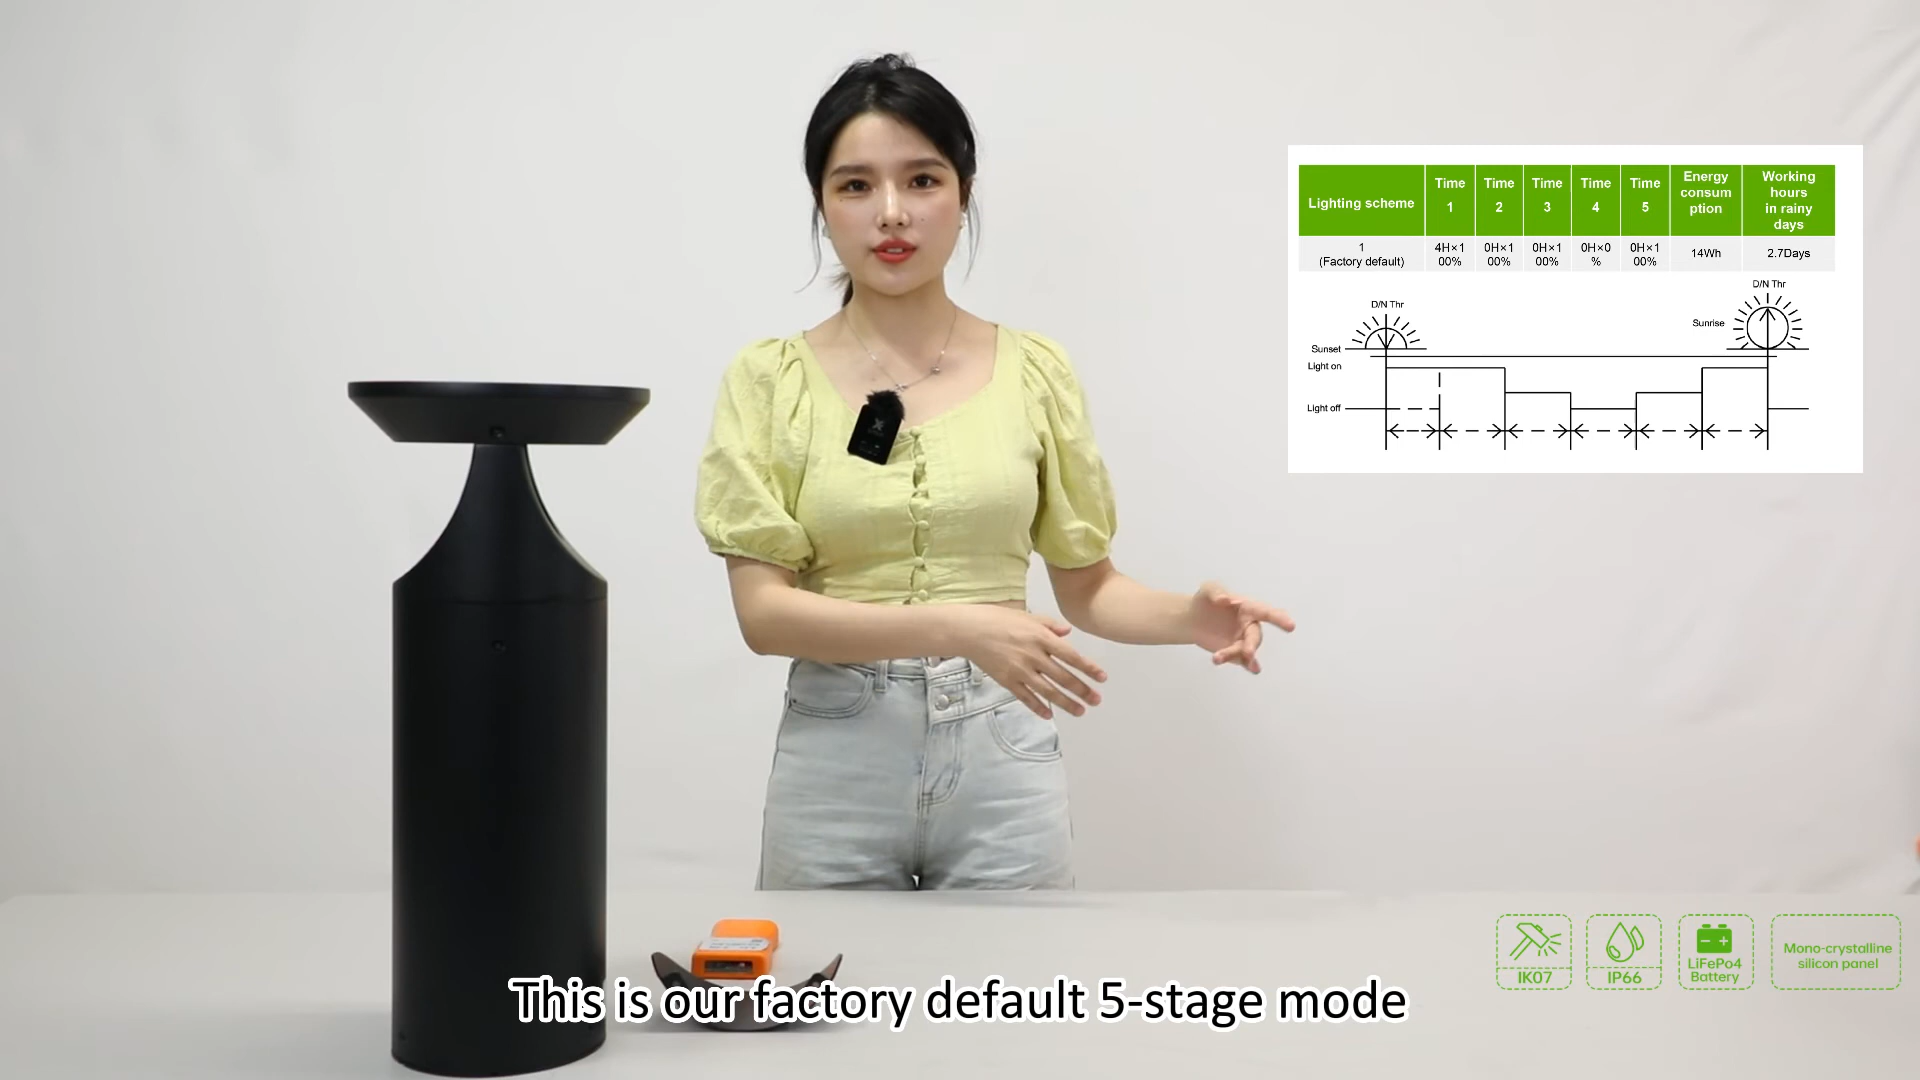 Lighting scheme
Time 1
Time 2
Time 3
Time 4
Time 5
Energy
consum
ption
Working
hours
in rainy
days
1
(Factory default)
4H×1
00%
0H×1
00%
0H×1
00%
0H×0
%
0H×1
00%
14Wh
2.7Days
D/N Thr
D/N Thr
Sunrise
Sunset
Light on
Light off
IK07
IP66
LiFePo4
Battery
Mono-crystalline
silicon panel
This is our factory default 5-stage mode